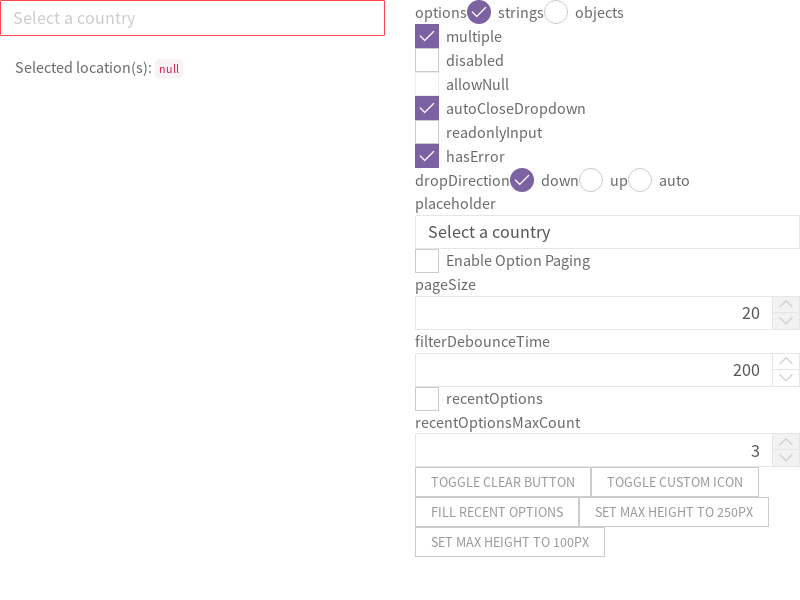 Select a country
Selected location(s): null
options strings objects
multiple
disabled
allowNull
autoCloseDropdown
readonlyInput
hasError
dropDirection down up auto
placeholder
Select a country
Enable Option Paging
pageSize
20
filterDebounceTime
200
recentOptions
recentOptionsMaxCount
3
TOGGLE CLEAR BUTTON TOGGLE CUSTOM ICON
FILL RECENT OPTIONS SET MAX HEIGHT TO 250PX
SET MAX HEIGHT TO 100PX